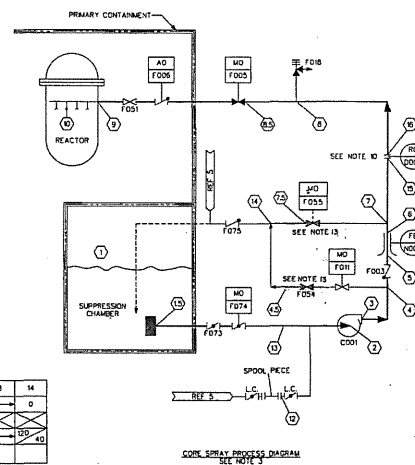 PRIMARY CONTAINMENT
F018
AO
F006
MO
F005
10
9
F051
8.5
8
16
REACTOR
SEE NOTE 10
15
REF 5
MO
F055
14
7.5
7
F075
SEE NOTE 13
6
1
MO
F011
F003
5
SEE NOTE 13
SUPPRESSION
CHAMBER
1.5
MO
F074
4.5
F054
4
3
F073
13
C001
2
SPOOL PIECE
14
0
L.C.
L.C.
REF 5
12
120
40
CORE SPRAY PROCESS DIAGRAM
SEE NOTE 3